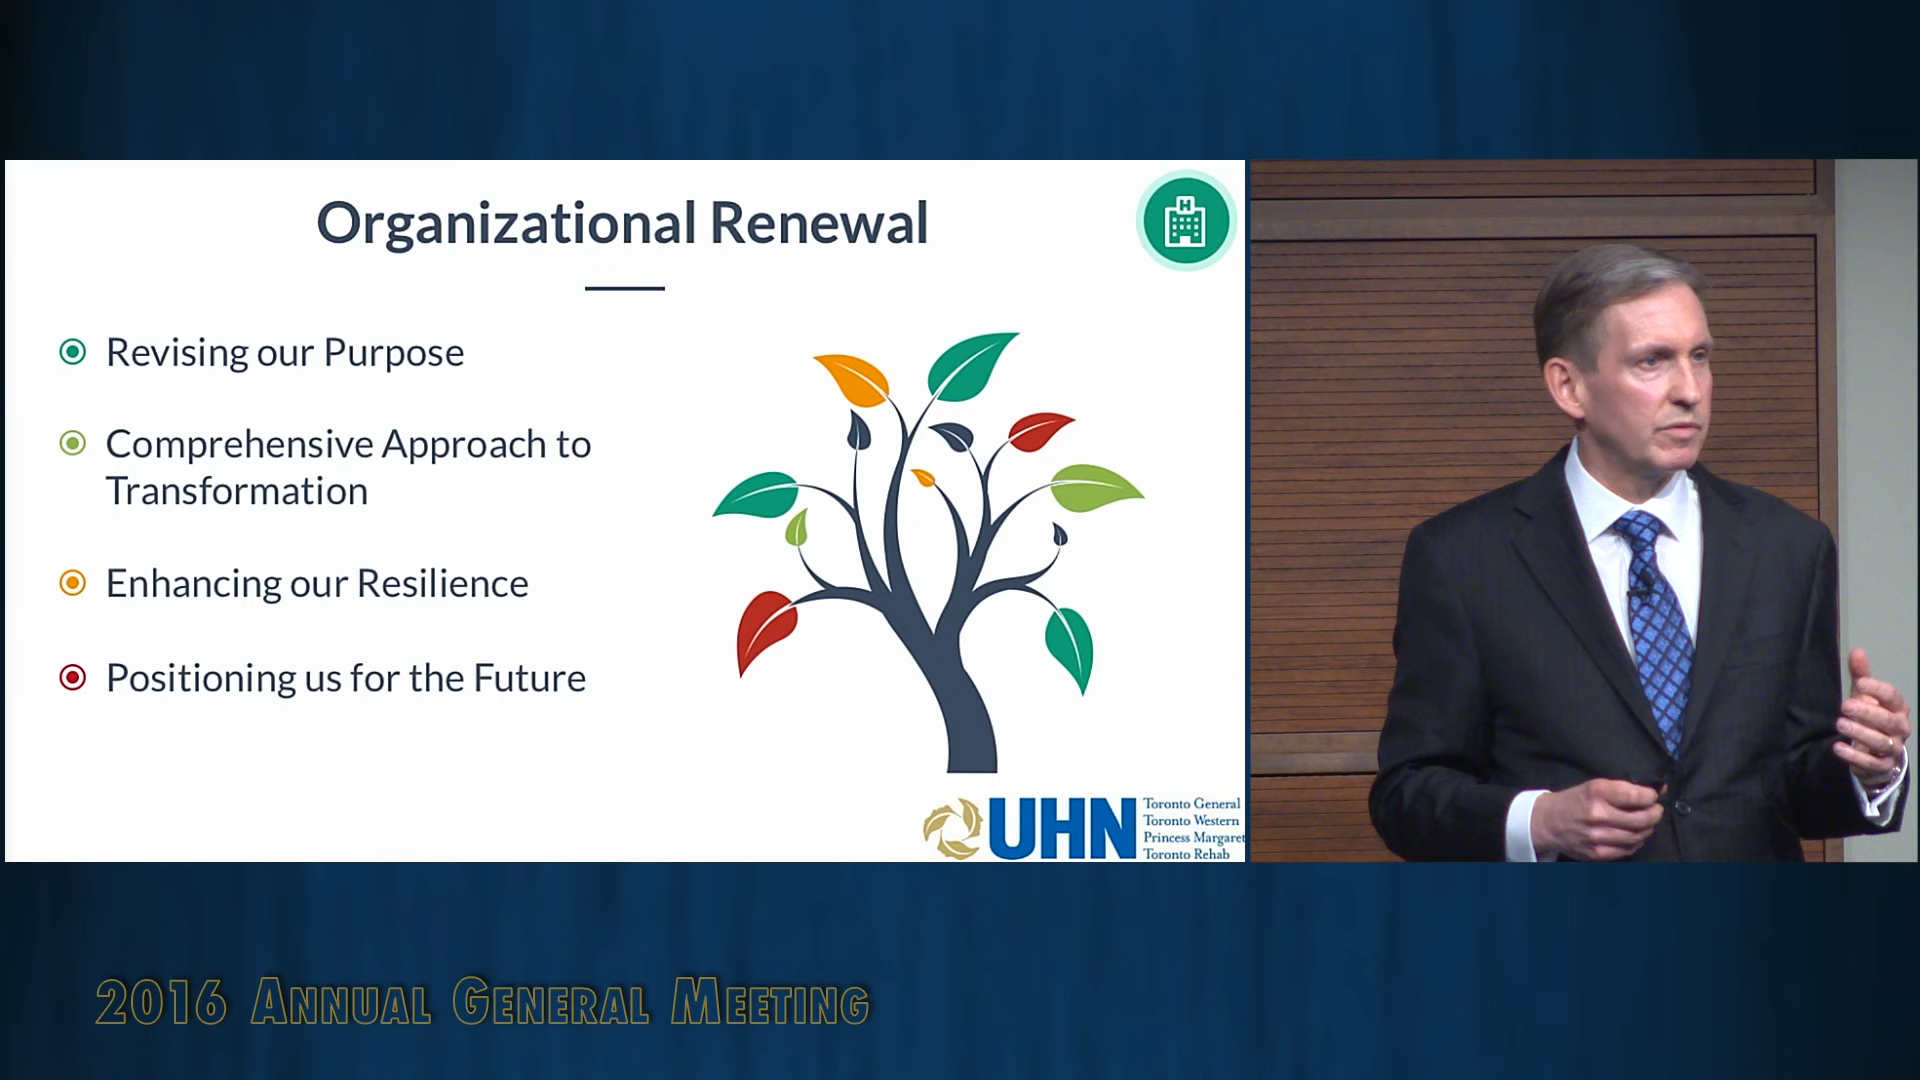 Organizational Renewal
H
Revising our Purpose
Comprehensive Approach to
Transformation
Enhancing our Resilience
Positioning us for the Future
UHN
Toronto General
Toronto Western
Princess Margaret
Toronto Rehab
2016 ANNUAL GENERAL MEETING